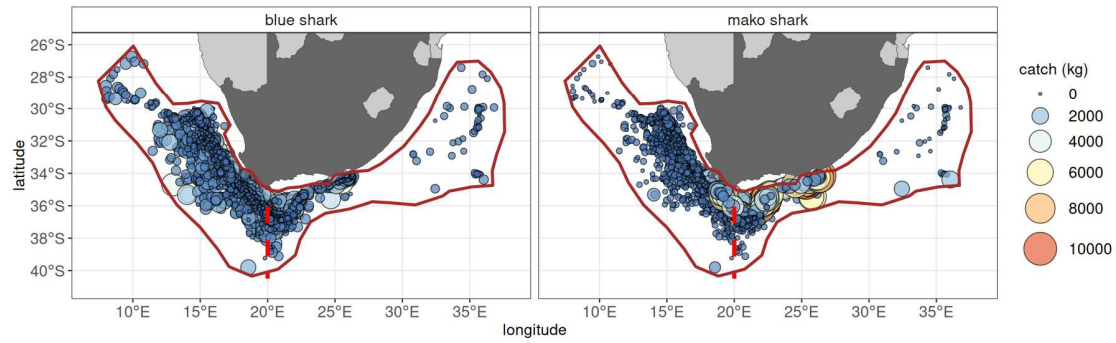 blue shark
mako shark
latitude
26°S
28°S
30°S
32°S
34°S
36°S
38°S
40°S
10°E 15°E 20°E 25°E 30°E 35°E
10°E 15°E 20°E 25°E 30°E 35°E
longitude
catch (kg)
0
2000
4000
6000
8000
10000